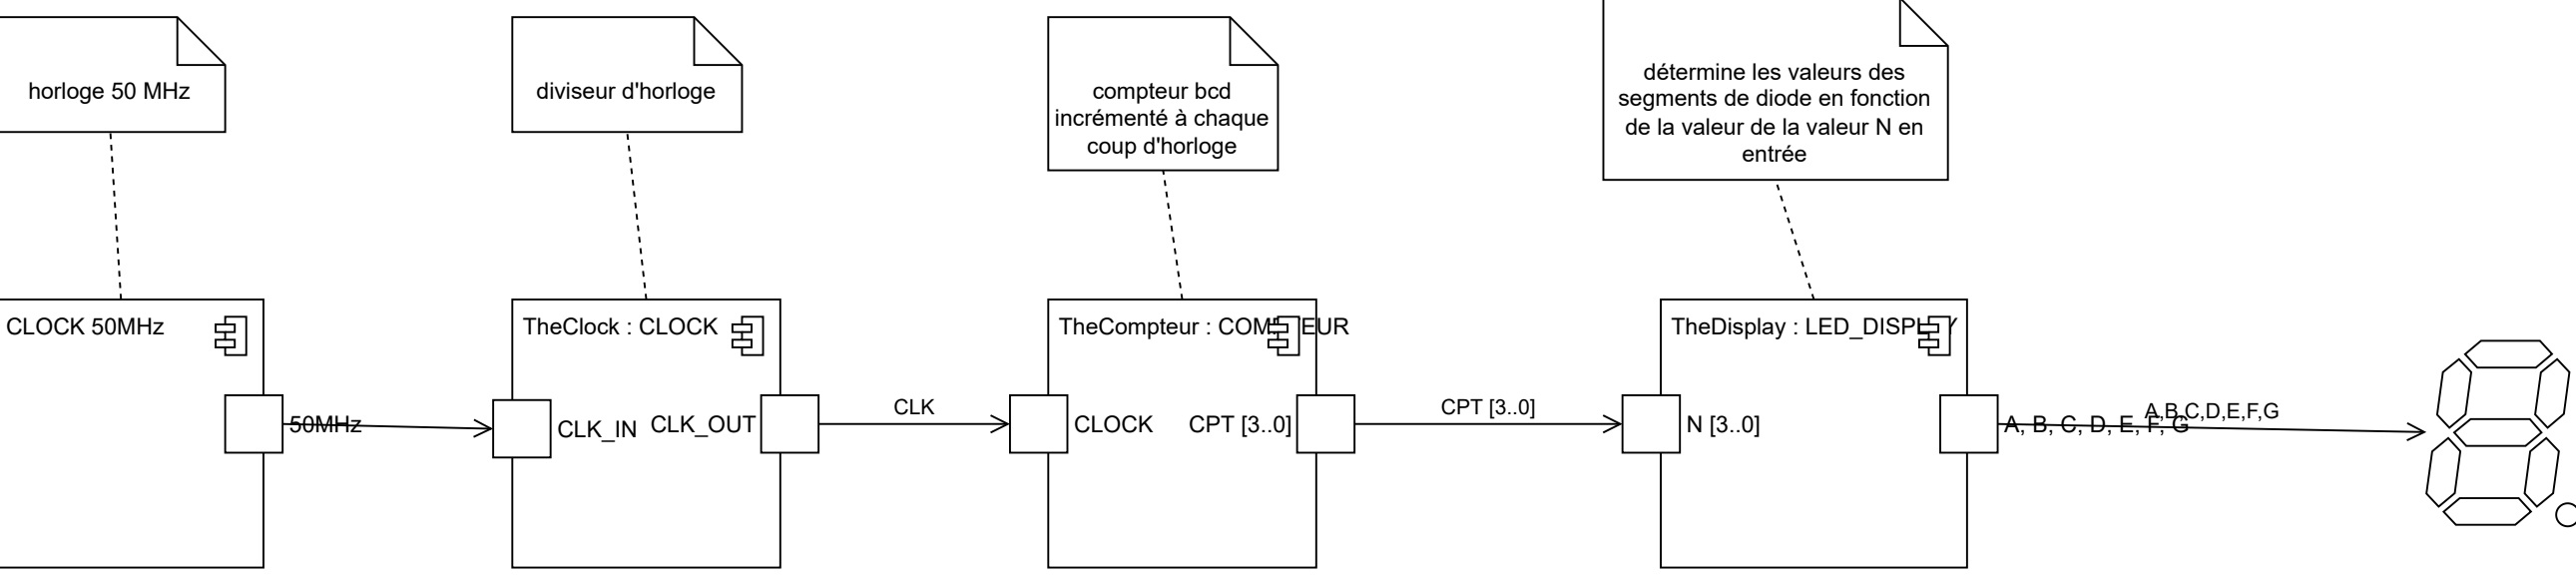 horloge 50 MHz
diviseur d'horloge
compteur bcd
incrémenté à chaque
coup d'horloge
détermine les valeurs des
segments de diode en fonction
de la valeur de la valeur N en
entrée
CLOCK 50MHz
TheClock : CLOCK
TheCompteur : COMPTEUR
TheDisplay : LED_DISPLAY
50MHz
CLK_IN
CLK_OUT
CLK
CLOCK
CPT [3..0]
CPT [3..0]
N [3..0]
A, B, C, D, E, F, G
A,B,C,D,E,F,G